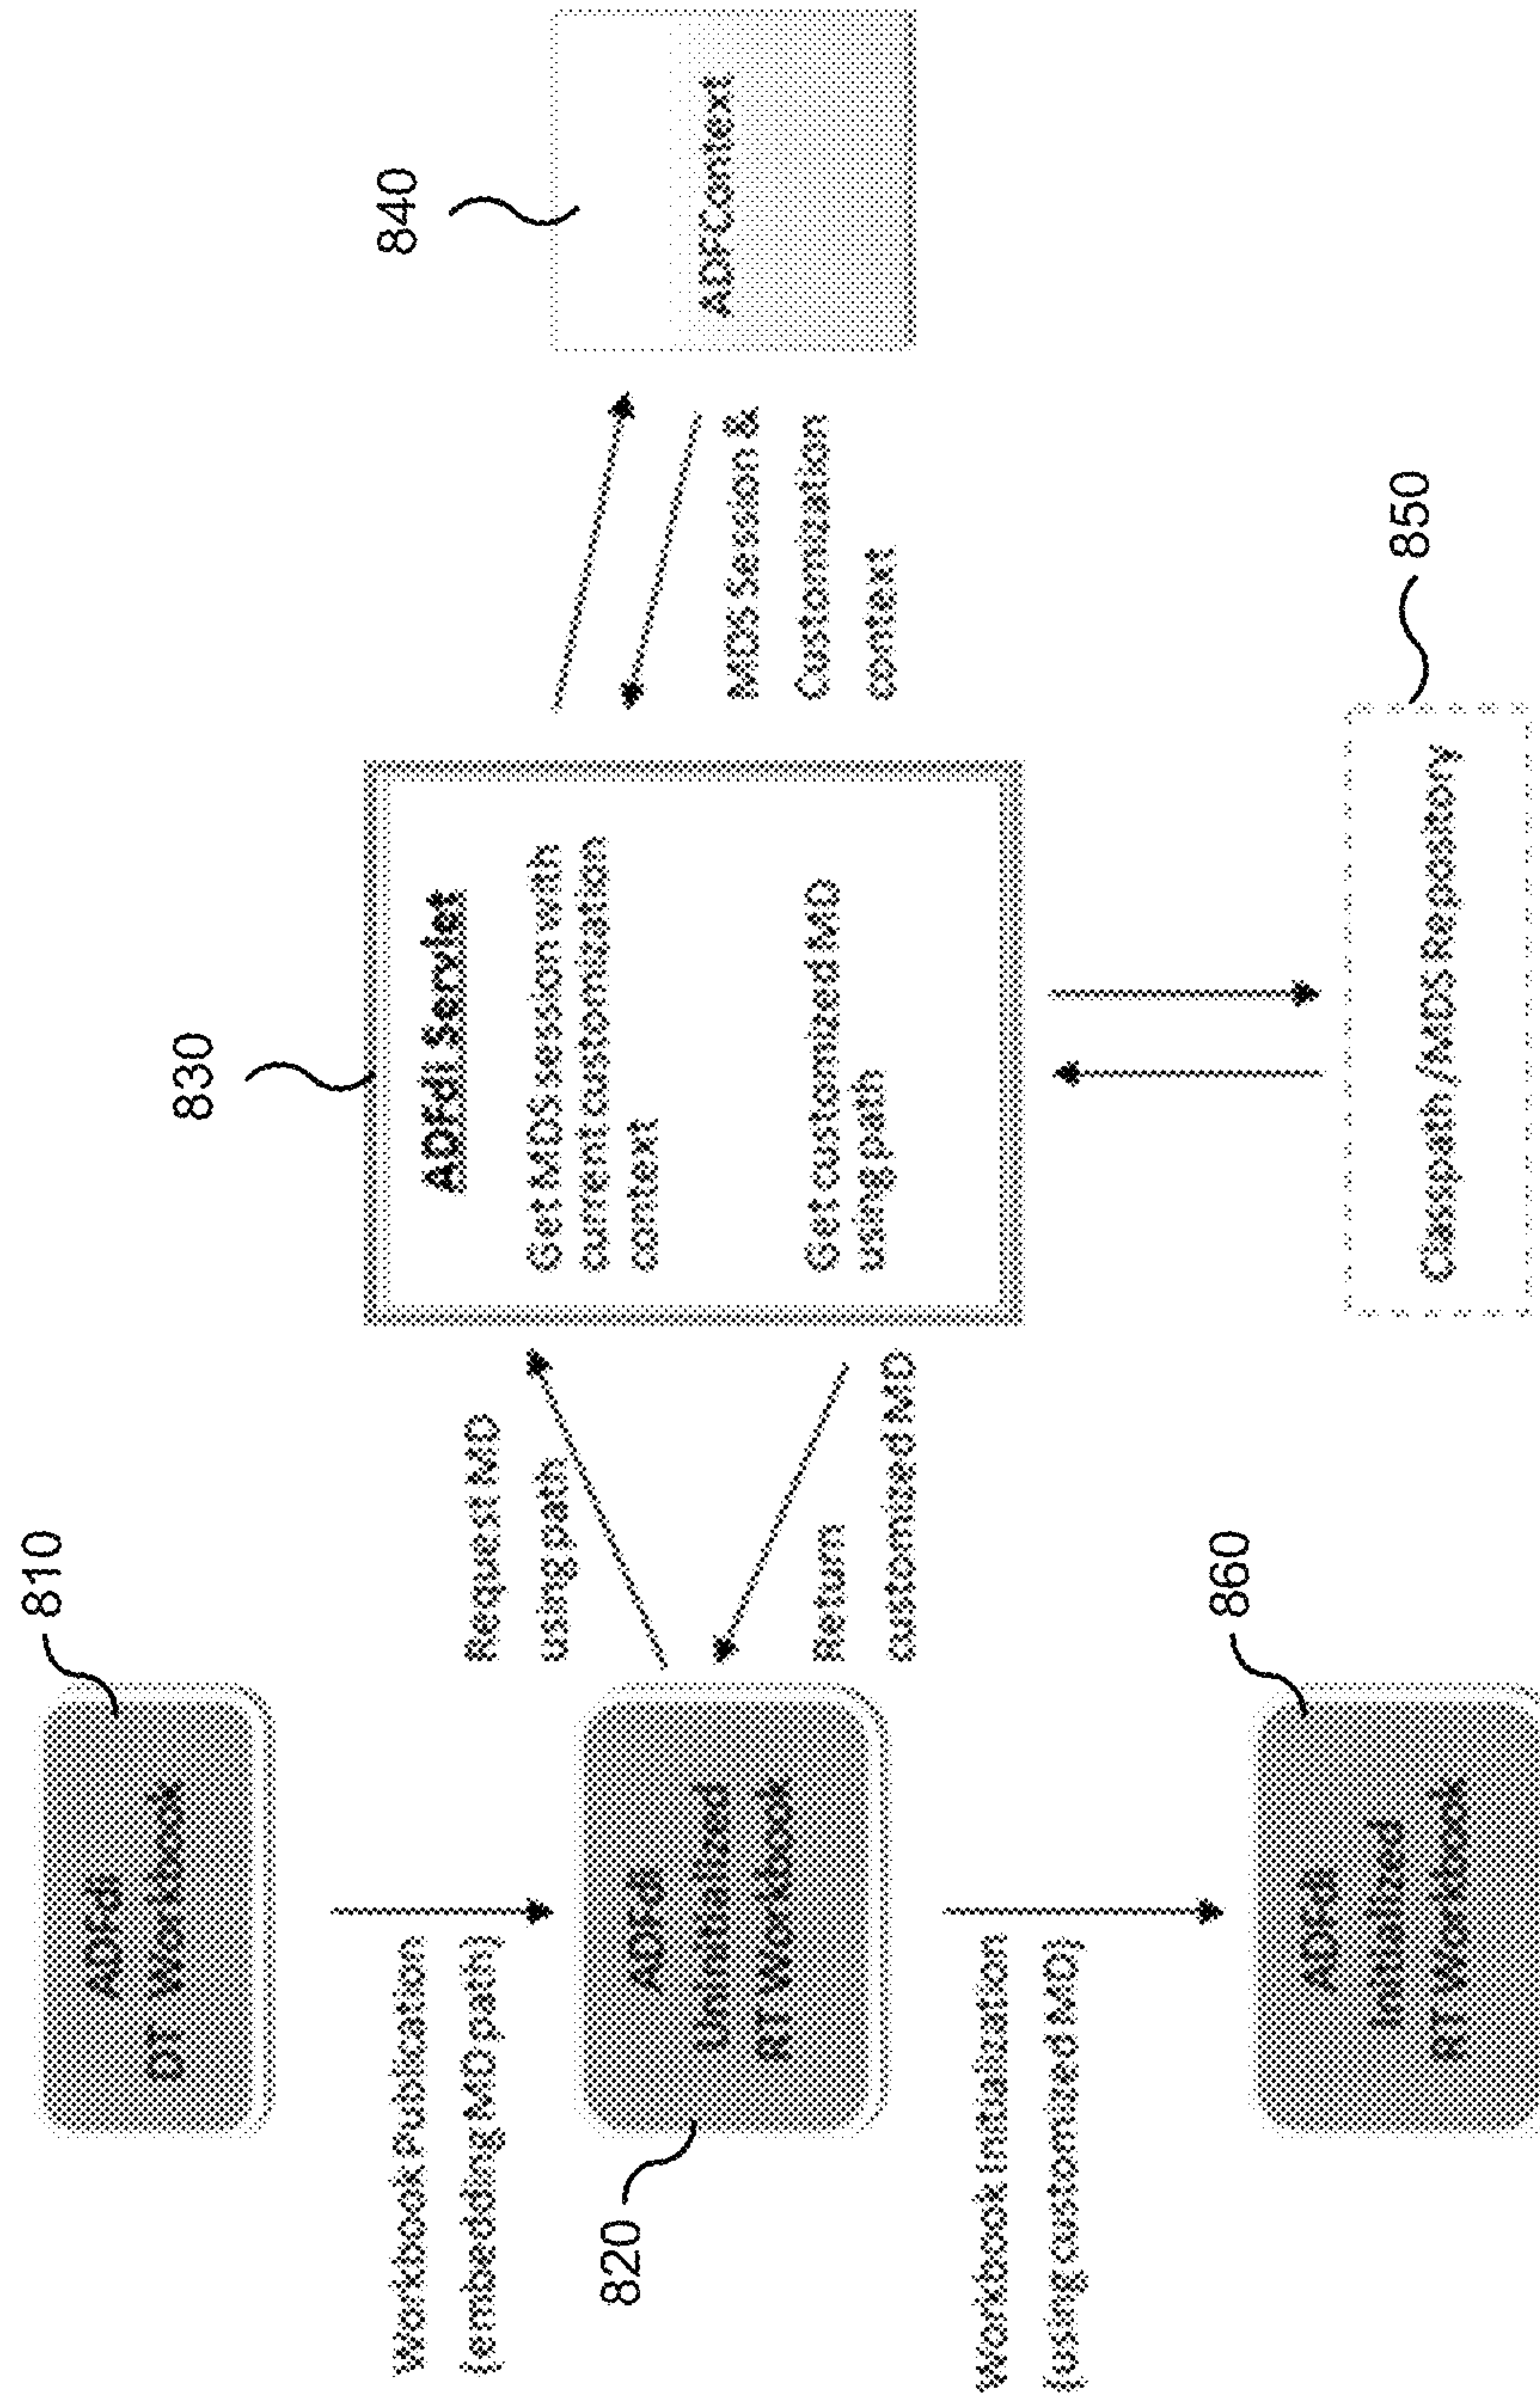 810
ADFdi
DT Workbook
Workbook Publication
(embedding MD path)
820
ADFdi
Uninitialized
RT Workbook
Request MD
using path
Return
customized MD
830
ADFdi Servlet
Get MDS session with
current customization
context
Get customized MD
using path
840
ADFContext
MDS Session &
Customization
context
850
Classpath /MDS Repository
Workbook Initialization
(using customized MD)
860
ADFdi
Initialized
RT Workbook